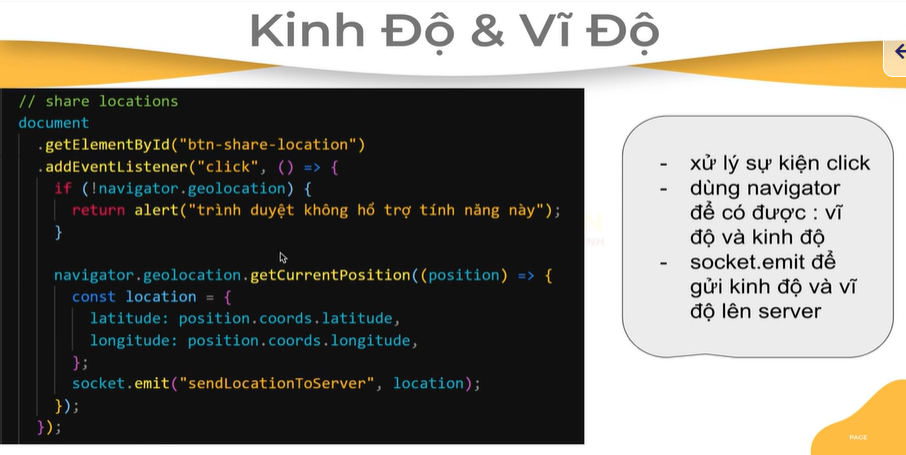 Kinh Độ & Vĩ Độ
// share locations
document
.getElementById("btn-share-location")
.addEventListener("click", () => {
if (!navigator.geolocation) {
return alert("trình duyệt không hổ trợ tính năng này");
}
navigator.geolocation.getCurrentPosition((position) => {
const location = {
latitude: position.coords.latitude,
longitude: position.coords.longitude,
};
socket.emit("sendLocationToServer", location);
});
});
- xử lý sự kiện click
- dùng navigator
để có được : vĩ
độ và kinh độ
- socket.emit để
gửi kinh độ và vĩ
độ lên server
PAGE